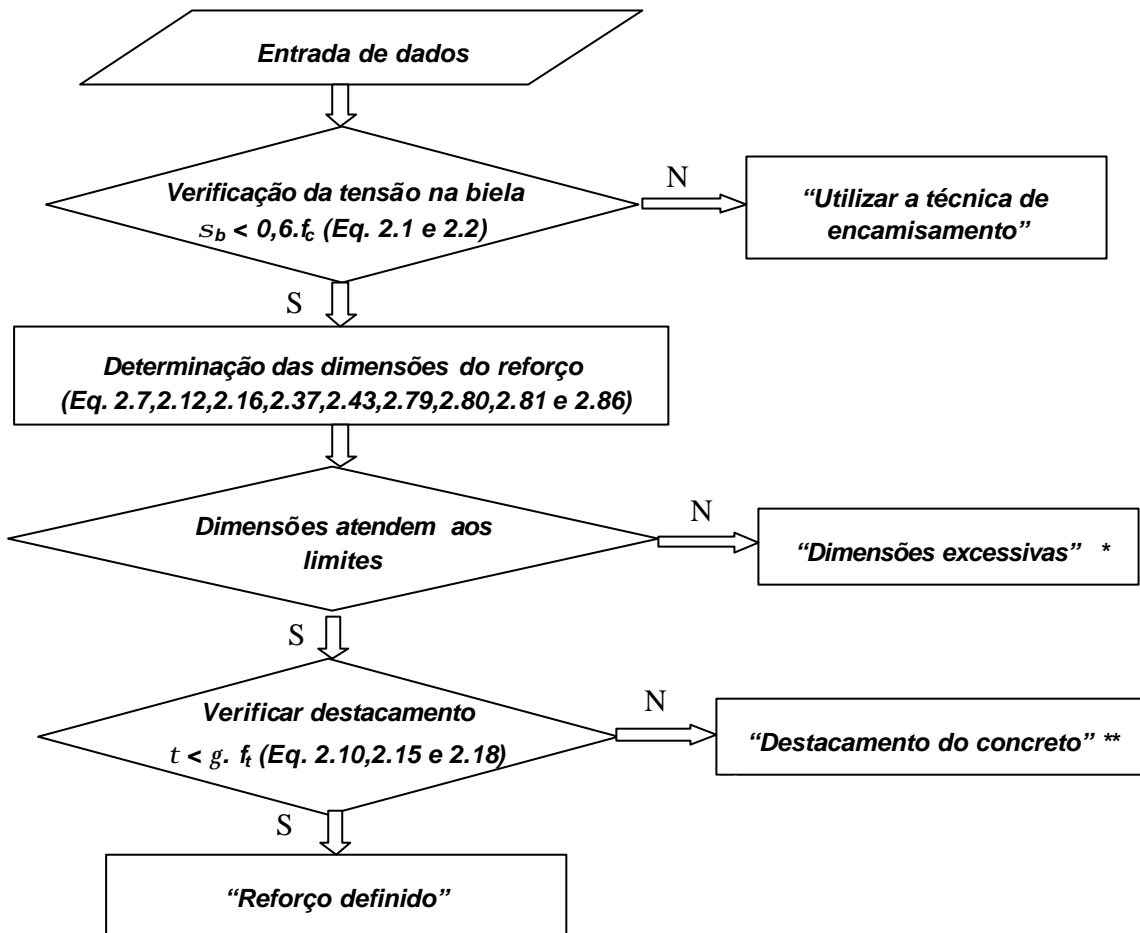 Entrada de dados
Verificação da tensão na biela
s_b < 0,6.f_c (Eq. 2.1 e 2.2)
N
“Utilizar a técnica de
encamisamento”
S
Determinação das dimensões do reforço
(Eq. 2.7,2.12,2.16,2.37,2.43,2.79,2.80,2.81 e 2.86)
Dimensões atendem aos
limites
N
“Dimensões excessivas” *
S
Verificar destacamento
t < g. f_t (Eq. 2.10,2.15 e 2.18)
N
“Destacamento do concreto” **
S
“Reforço definido”